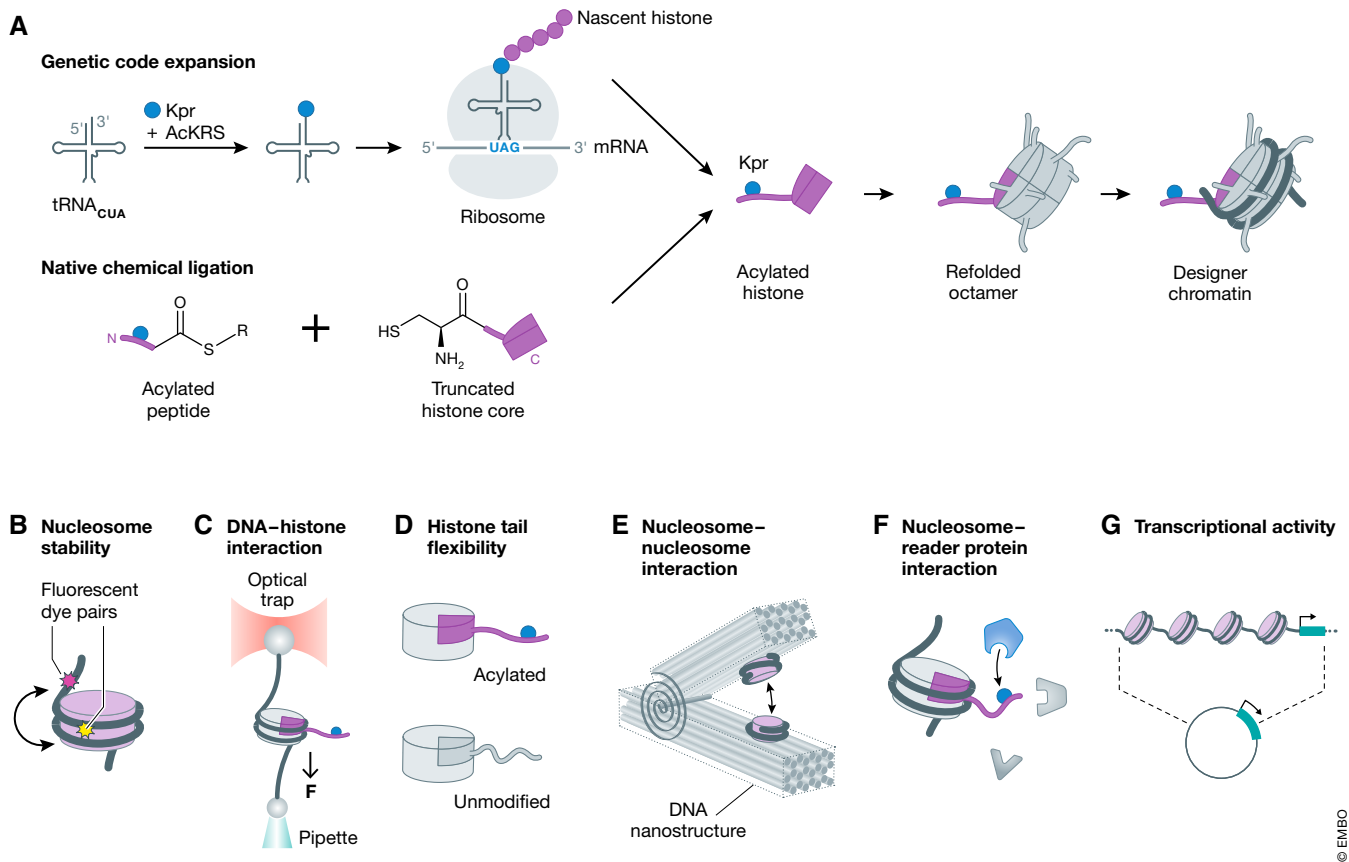 A
Genetic code expansion
5'
3'
Kpr
+ AcKRS
tRNACUA
Nascent histone
5'
UAG
3' mRNA
Ribosome
Native chemical ligation
N
O
S
R
Acylated
peptide
+
HS
O
NH2
C
Truncated
histone core
Kpr
Acylated
histone
Refolded
octamer
Designer
chromatin
B Nucleosome
stability
Fluorescent
dye pairs
C DNA–histone
interaction
Optical
trap
F
Pipette
D Histone tail
flexibility
Acylated
Unmodified
E Nucleosome–
nucleosome
interaction
DNA
nanostructure
F Nucleosome–
reader protein
interaction
G Transcriptional activity
© EMBO